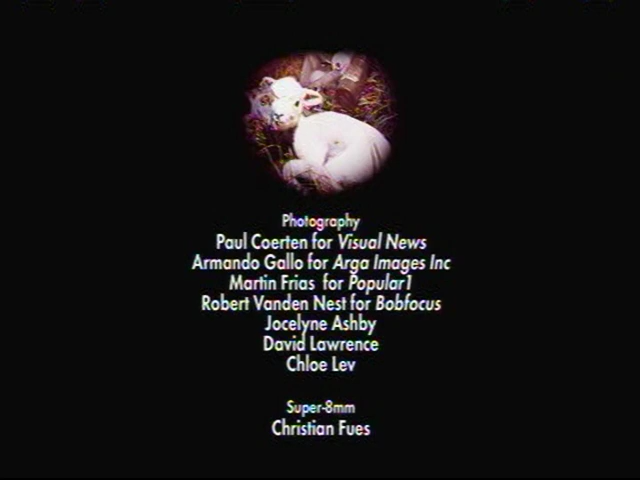 Photography
Paul Coerten for Visual News
Armando Gallo for Arga Images Inc
Martin Frias for Popular1
Robert Vanden Nest for Bobfocus
Jocelyne Ashby
David Lawrence
Chloe Lev
Super-8mm
Christian Fues